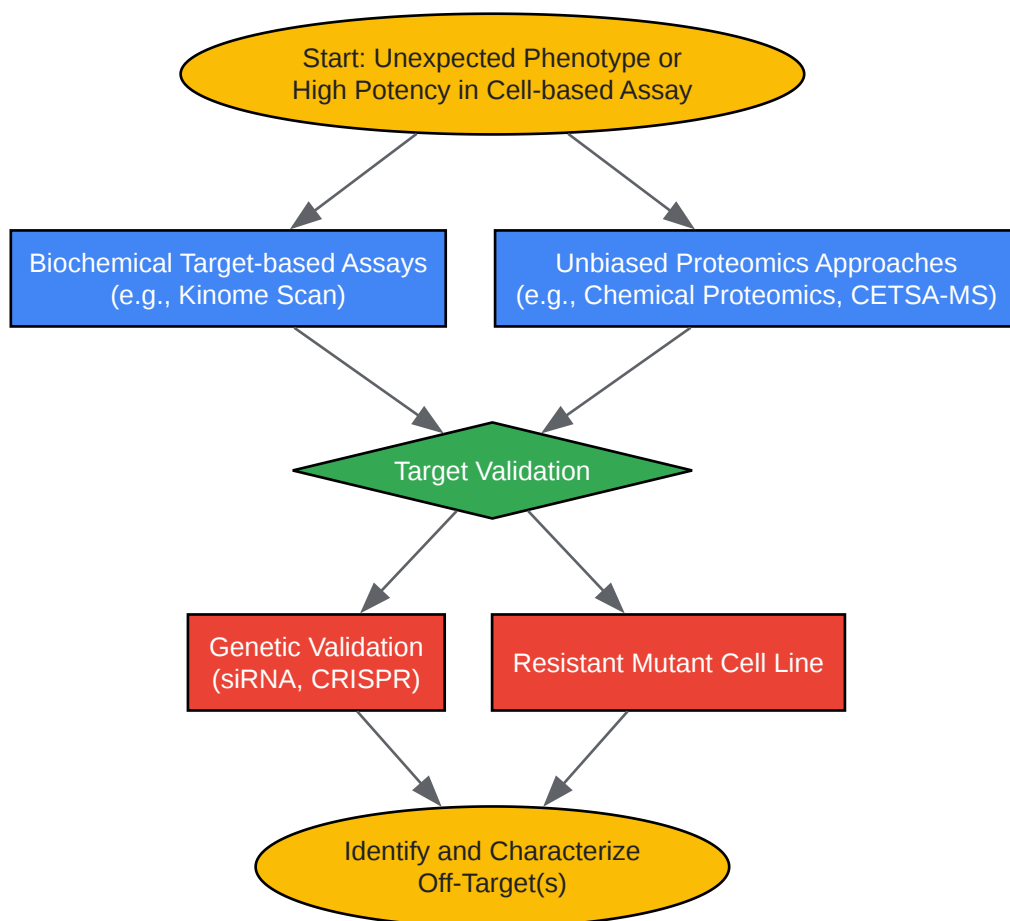 Start: Unexpected Phenotype or
High Potency in Cell-based Assay
Biochemical Target-based Assays
(e.g., Kinome Scan)
Unbiased Proteomics Approaches
(e.g., Chemical Proteomics, CETSA-MS)
Target Validation
Genetic Validation
(siRNA, CRISPR)
Resistant Mutant Cell Line
Identify and Characterize
Off-Target(s)